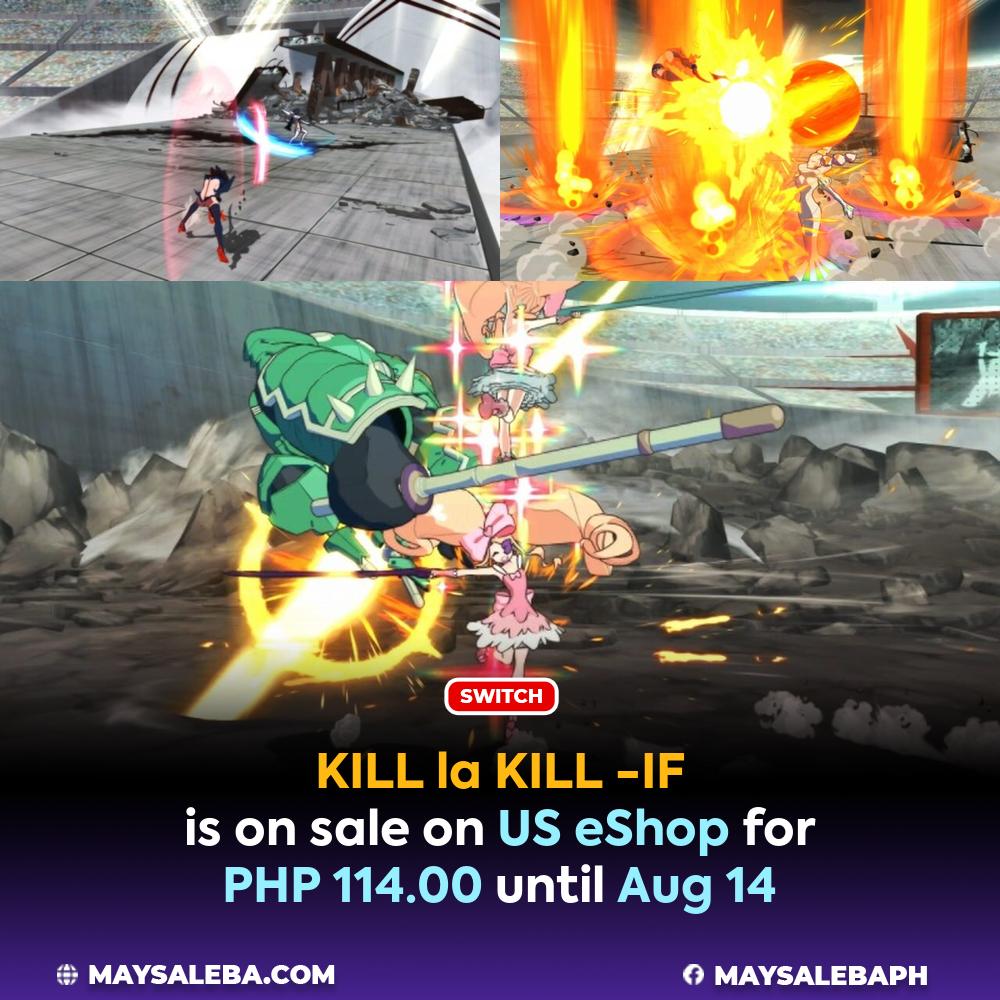 SWITCH
KILL la KILL -IF
is on sale on US eShop for
PHP 114.00 until Aug 14
MAYSALEBA.COM
MAYSALEBAPH